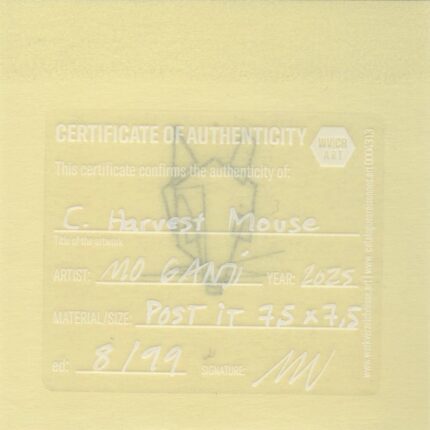 CERTIFICATE OF AUTHENTICITY
WVCR
ART
This certificate confirms the authenticity of:
C. Harvest Mouse
Title of the artwork
ARTIST: MO GANJI YEAR: 2025
MATERIAL/SIZE: POST IT 7,5 x 7,5
ed: 8/99 SIGNATURE: